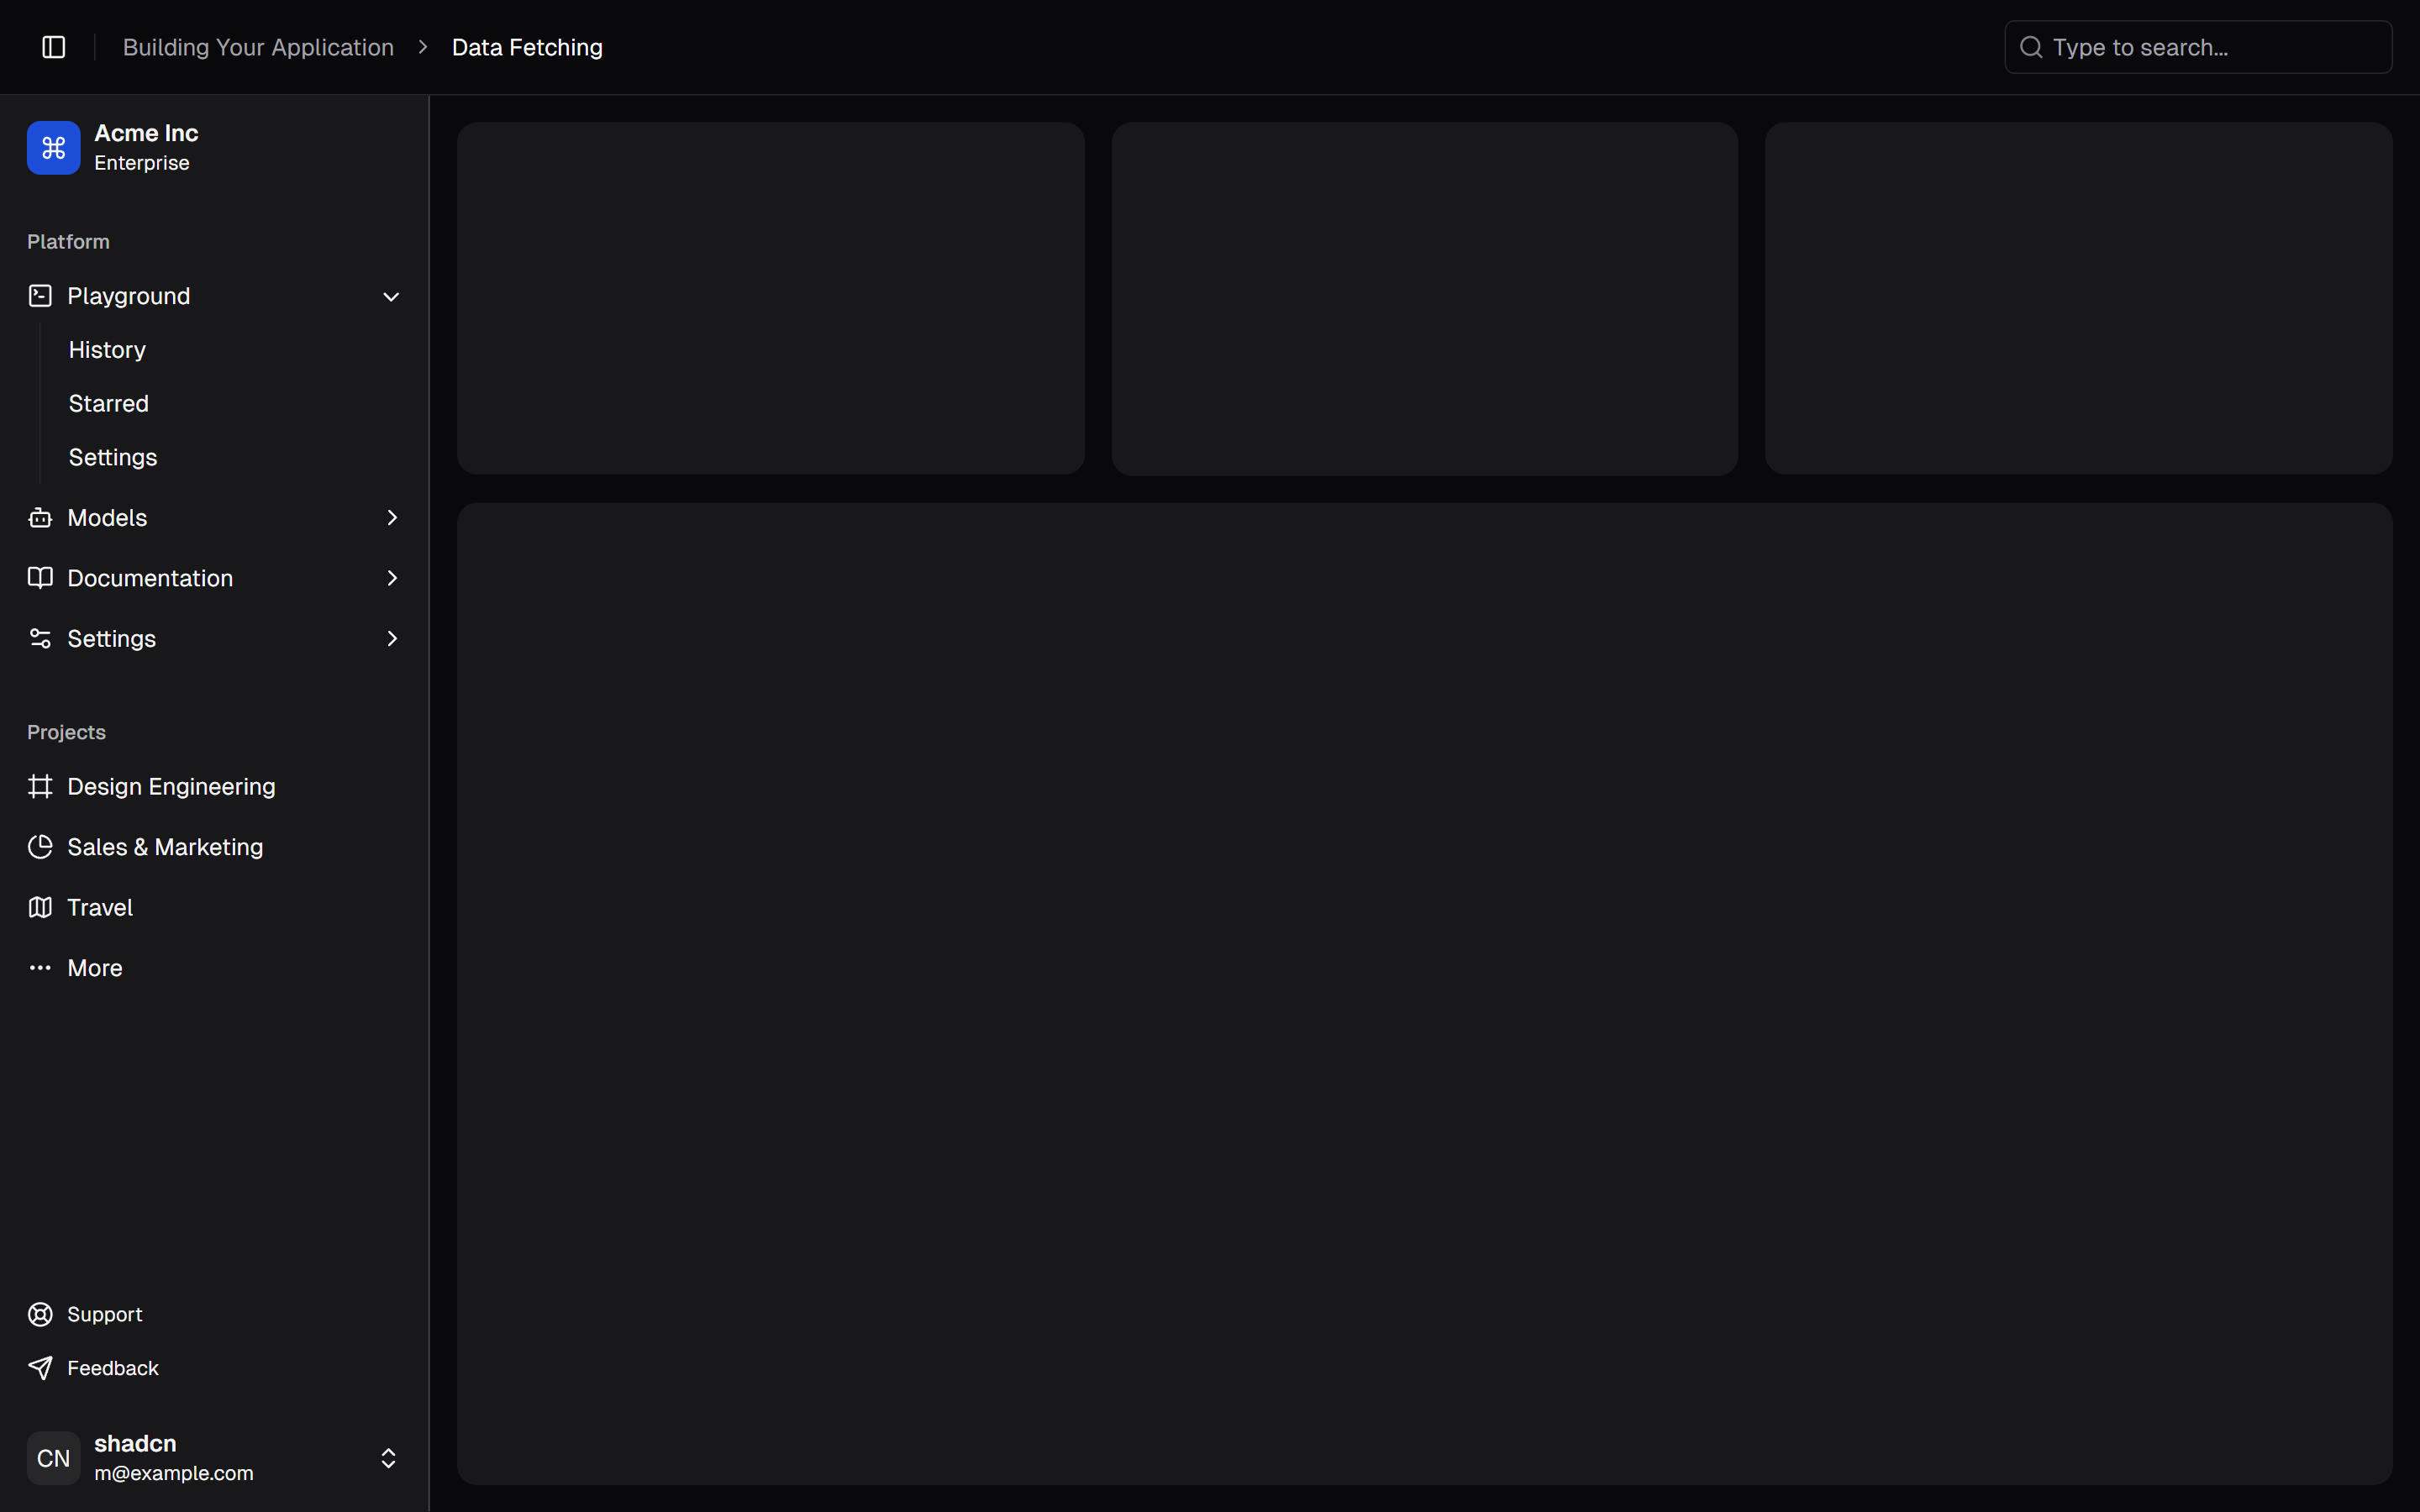 Building Your Application
Data Fetching
Type to search...
Acme Inc
Enterprise
Platform
Playground
History
Starred
Settings
Models
Documentation
Settings
Projects
Design Engineering
Sales & Marketing
Travel
More
Support
Feedback
CN
shadcn
m@example.com